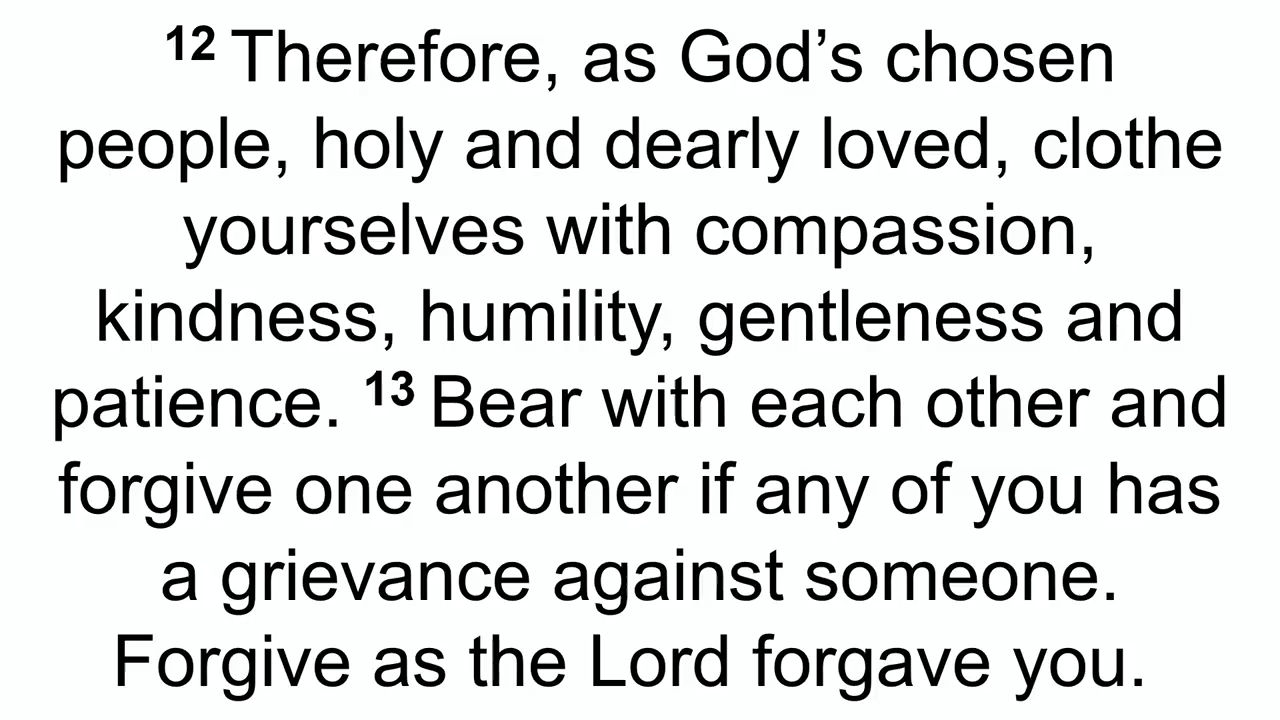 12 Therefore, as God’s chosen
people, holy and dearly loved, clothe
yourselves with compassion,
kindness, humility, gentleness and
patience. 13 Bear with each other and
forgive one another if any of you has
a grievance against someone.
Forgive as the Lord forgave you.